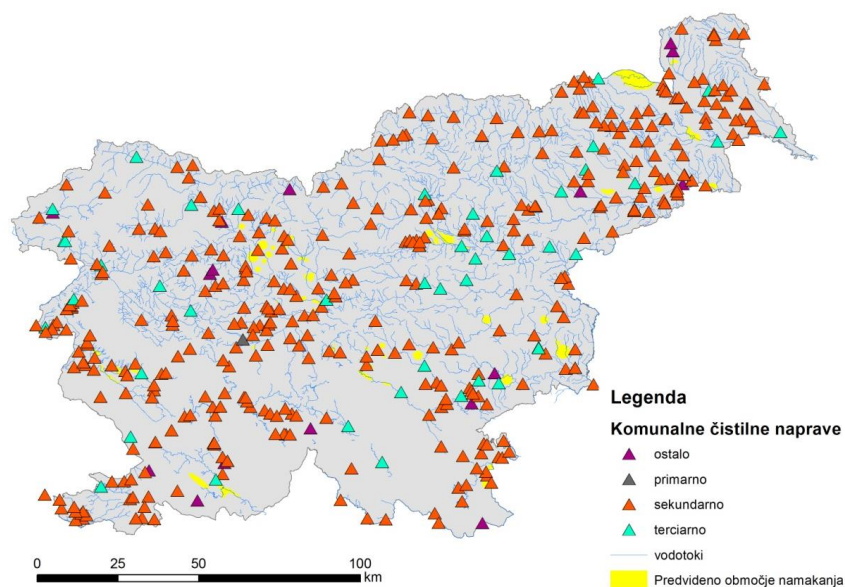 Legenda
Komunalne čistilne naprave
ostalo
primarno
sekundarno
terciarno
vodotoki
Predvideno območje namakanja
0 25 50 100
km